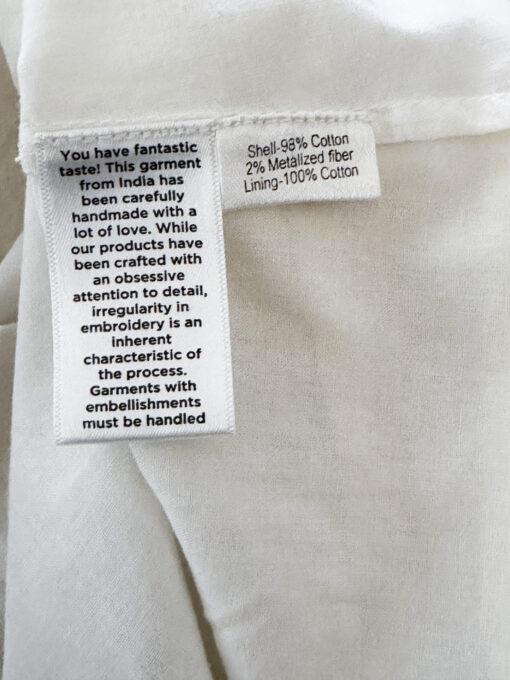 You have fantastic
taste! This garment
from India has
been carefully
handmade with a
lot of love. While
our products have
been crafted with
an obsessive
attention to detail,
irregularity in
embroidery is an
inherent
characteristic of
the process.
Garments with
embellishments
must be handled
Shell-98% Cotton
2% Metalized fiber
Lining-100% Cotton